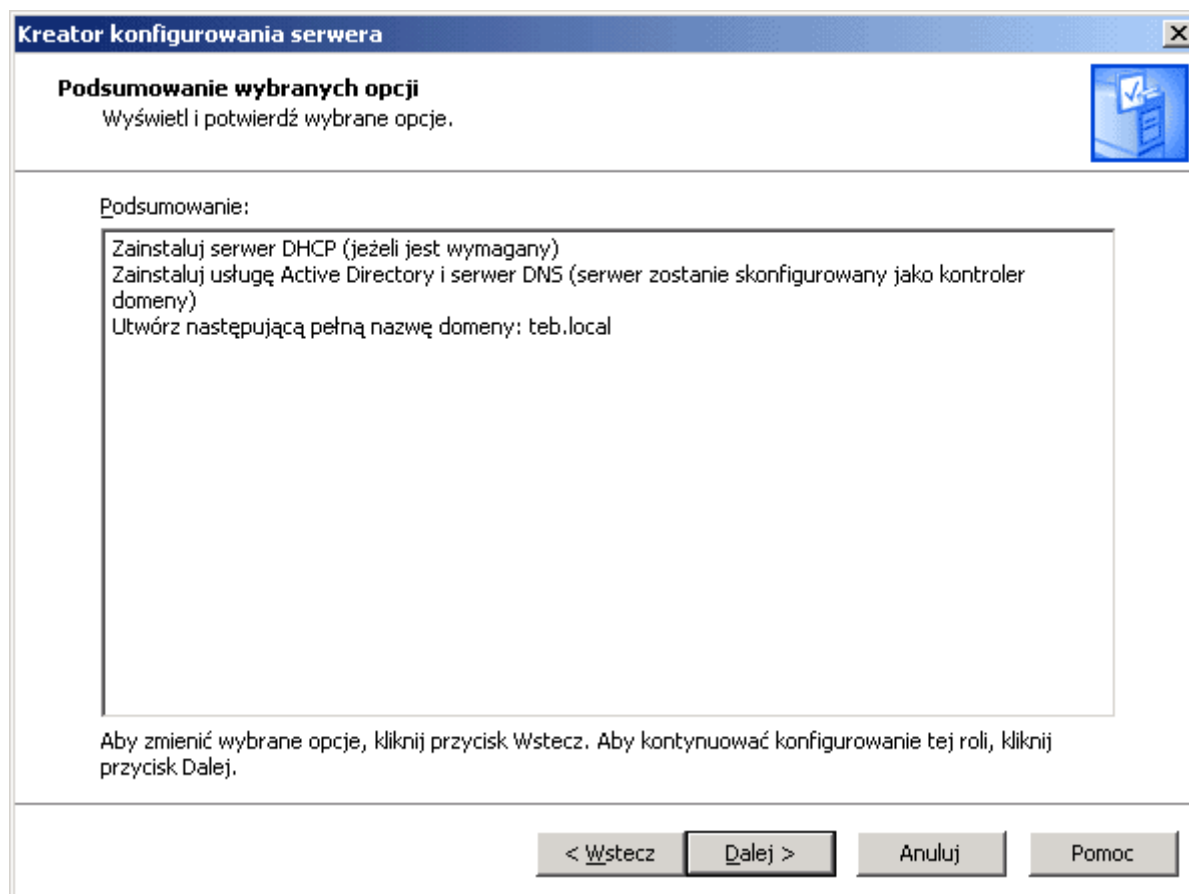 Kreator konfigurowania serwera
Podsumowanie wybranych opcji
Wyświetl i potwierdź wybrane opcje.
Podsumowanie:
Zainstaluj serwer DHCP (jeżeli jest wymagany)
Zainstaluj usługę Active Directory i serwer DNS (serwer zostanie skonfigurowany jako kontroler
domeny)
Utwórz następującą pełną nazwę domeny: teb.local
Aby zmienić wybrane opcje, kliknij przycisk Wstecz. Aby kontynuować konfigurowanie tej roli, kliknij
przycisk Dalej.
< Wstecz
Dalej >
Anuluj
Pomoc